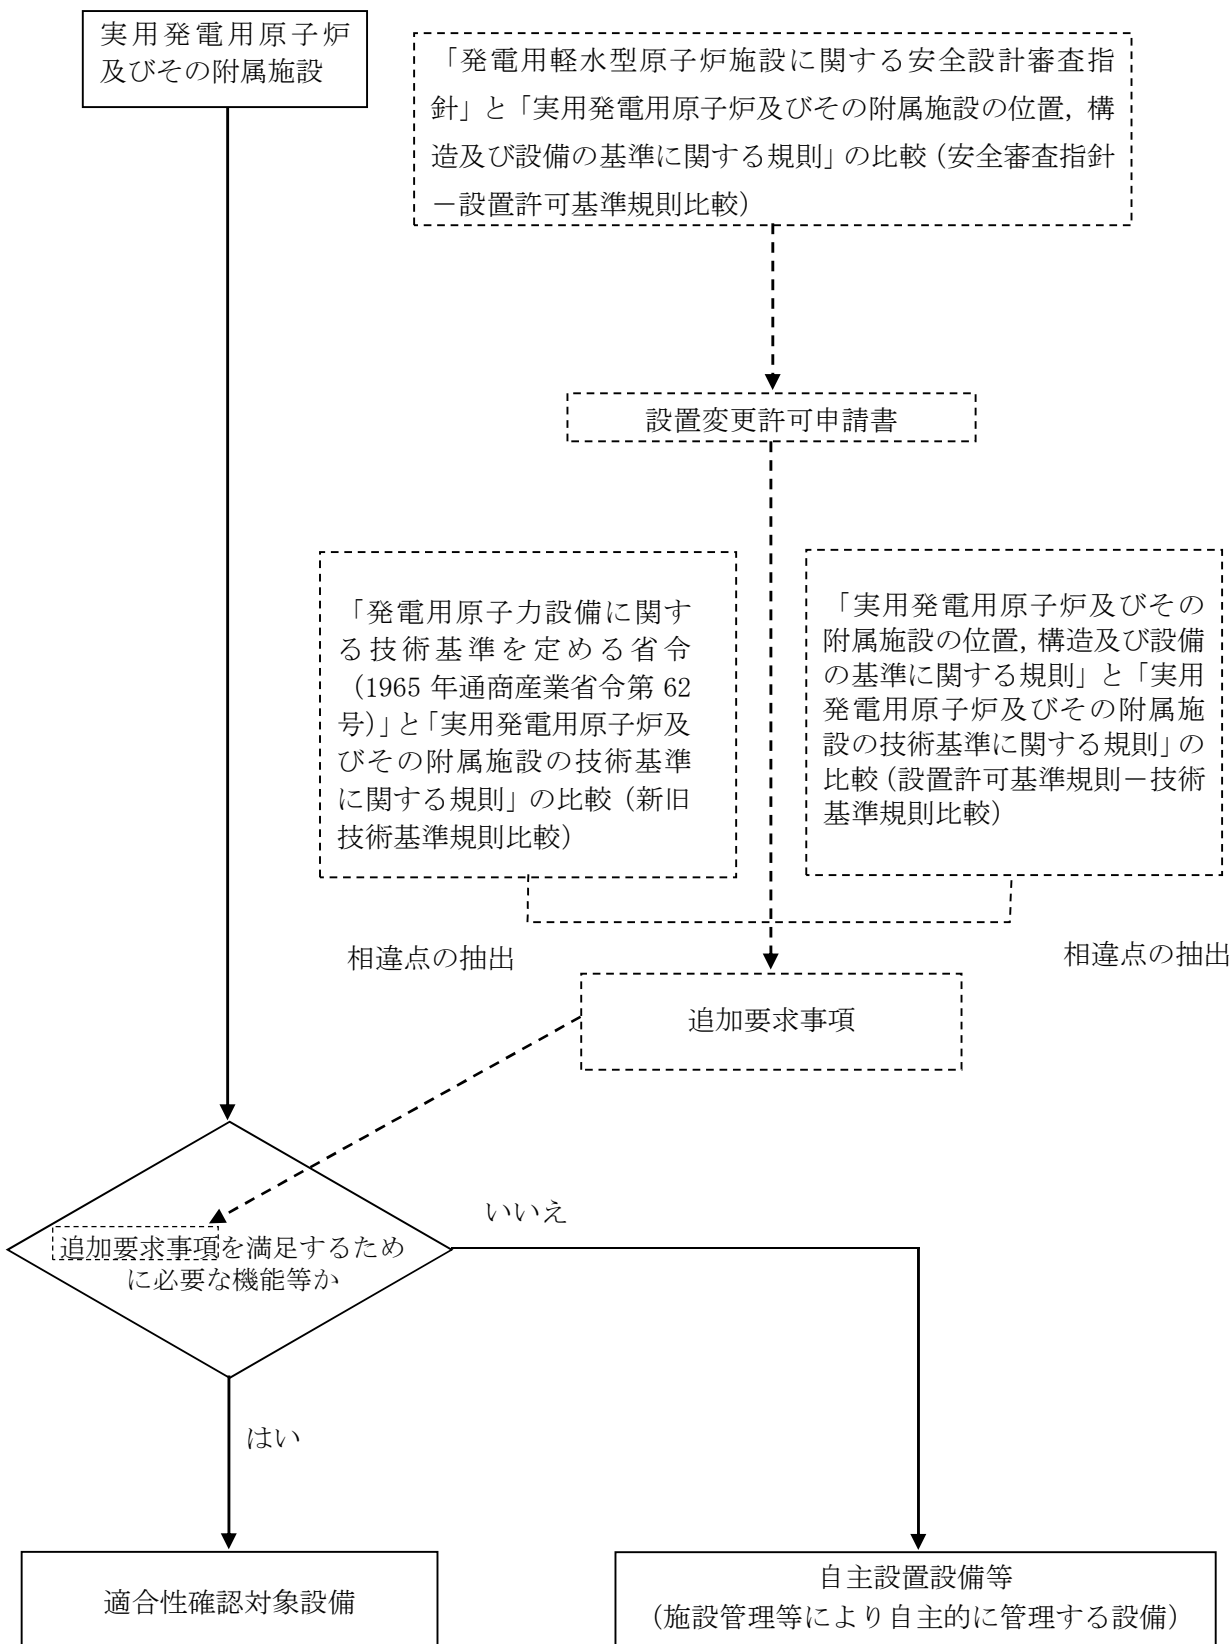 実用発電用原子炉
及びその附属施設
「発電用軽水型原子炉施設に関する安全設計審査指
針」と「実用発電用原子炉及びその附属施設の位置，構
造及び設備の基準に関する規則」の比較（安全審査指針
－設置許可基準規則比較）
設置変更許可申請書
「発電用原子力設備に関す
る技術基準を定める省令
（1965 年通商産業省令第 62
号）」と「実用発電用原子炉及
びその附属施設の技術基準
に関する規則」の比較（新旧
技術基準規則比較）
「実用発電用原子炉及びその
附属施設の位置，構造及び設備
の基準に関する規則」と「実用
発電用原子炉及びその附属施
設の技術基準に関する規則」の
比較（設置許可基準規則－技術
基準規則比較）
相違点の抽出
相違点の抽出
追加要求事項
追加要求事項を満足するため
に必要な機能等か
いいえ
はい
適合性確認対象設備
自主設置設備等
（施設管理等により自主的に管理する設備）